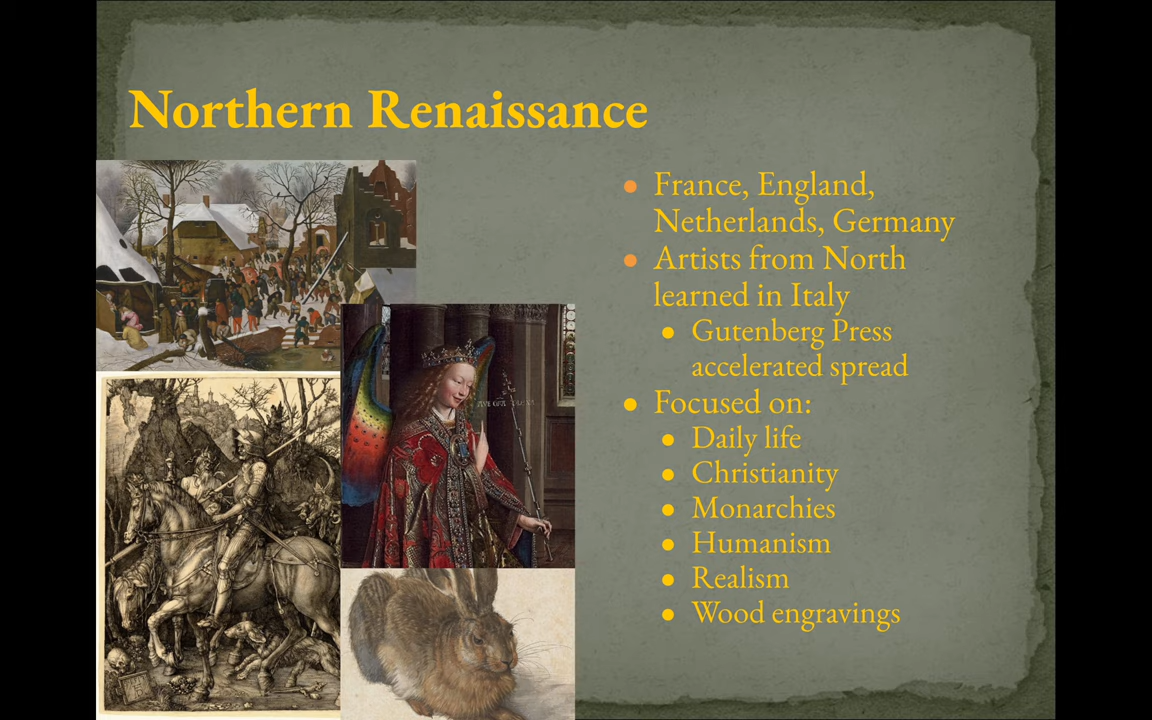 Northern Renaissance
France, England,
Netherlands, Germany
Artists from North
learned in Italy
Gutenberg Press
accelerated spread
Focused on:
Daily life
Christianity
Monarchies
Humanism
Realism
Wood engravings